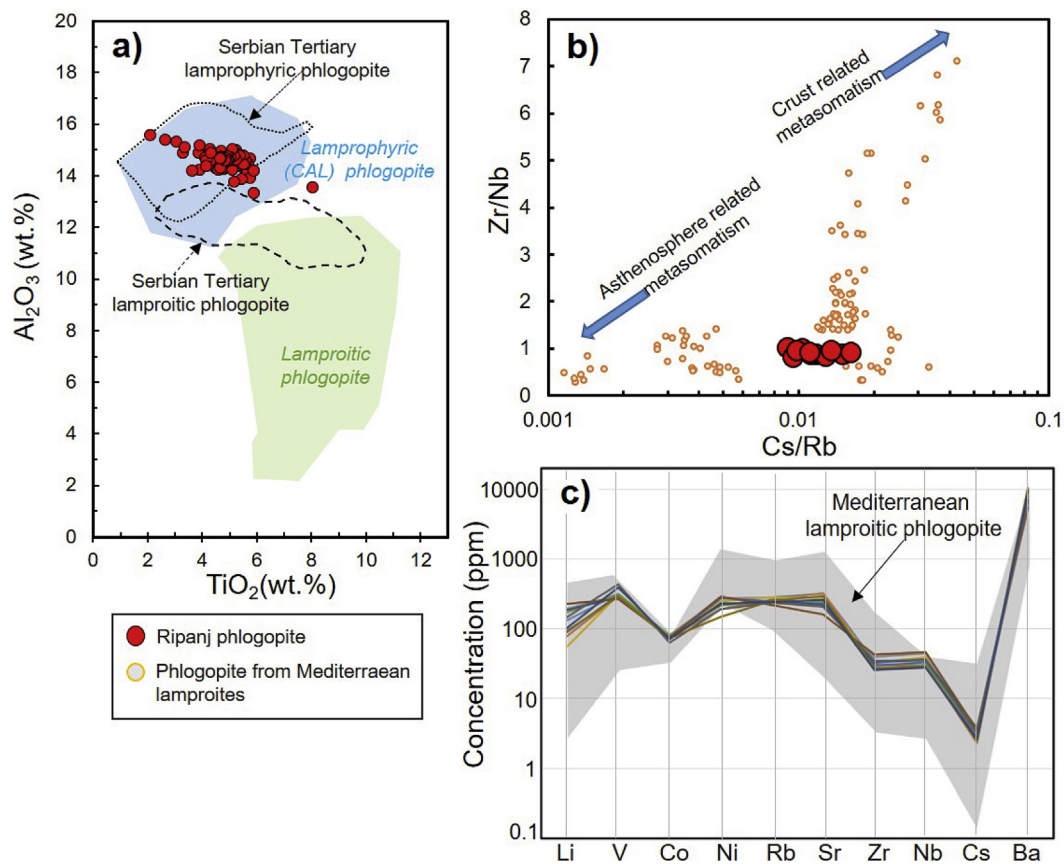 a)
Serbian Tertiary
lamprophyric phlogopite
Lamprophyric
(CAL) phlogopite
Serbian Tertiary
lamproitic phlogopite
Lamproitic
phlogopite
20
18
16
14
12
10
8
6
4
2
0
Al2O3 (wt.%)
0 2 4 6 8 10 12
TiO2(wt.%)
Ripanj phlogopite
Phlogopite from Mediterraean
lamproites
b)
Crust related
metasomatism
Asthenosphere related
metasomatism
8
7
6
5
4
3
2
1
0
Zr/Nb
0.001 0.01 0.1
Cs/Rb
c)
Mediterranean
lamproitic phlogopite
10000
1000
100
10
1
0.1
Concentration (ppm)
Li V Co Ni Rb Sr Zr Nb Cs Ba